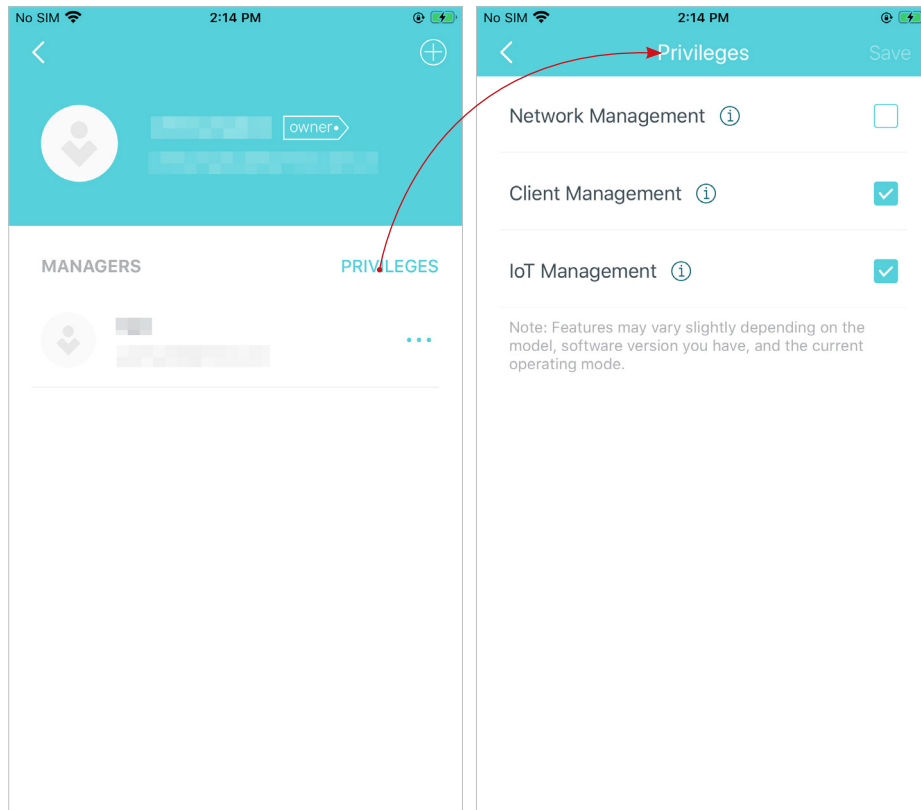 No SIM 2:14 PM
owner
MANAGERS PRIVILEGES
No SIM 2:14 PM
Privileges Save
Network Management
Client Management
IoT Management
Note: Features may vary slightly depending on the
model, software version you have, and the current
operating mode.